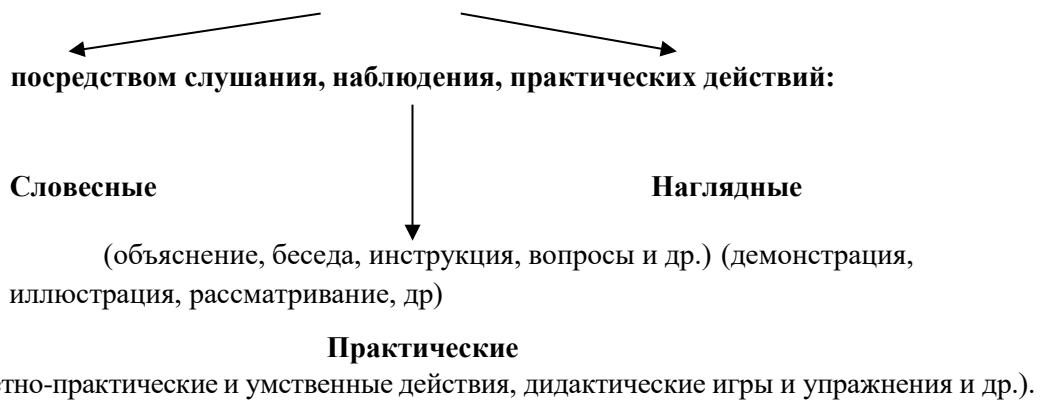 посредством слушания, наблюдения, практических действий:
Словесные Наглядные
(объяснение, беседа, инструкция, вопросы и др.) (демонстрация,
иллюстрация, рассматривание, др)
Практические
етно-практические и умственные действия, дидактические игры и упражнения и др.).